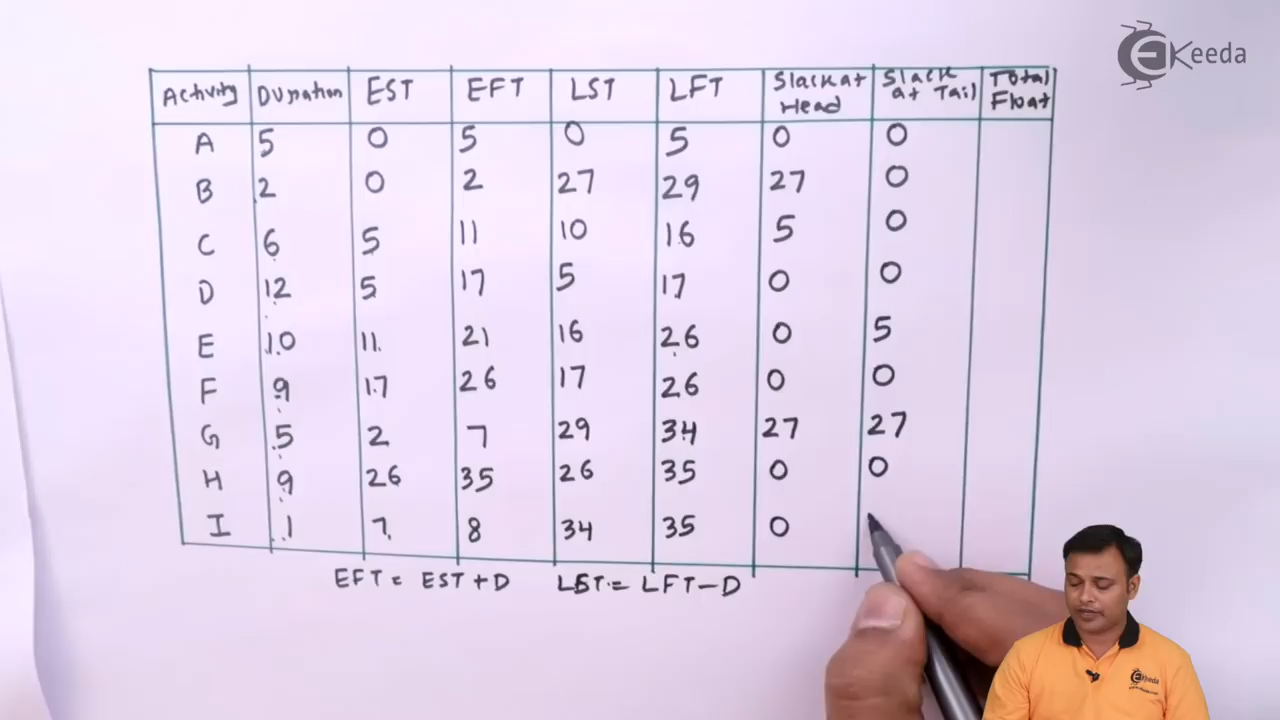 EKeeda
Activity Duration EST EFT LST LFT Slack at Head Slack at Tail Total Float
A 5 0 5 0 5 0 0
B 2 0 2 27 29 27 0
C 6 5 11 10 16 5 0
D 12 5 17 5 17 0 0
E 10 11 21 16 26 0 5
F 9 17 26 17 26 0 0
G 5 2 7 29 34 27 27
H 9 26 35 26 35 0 0
I 1 7 8 34 35 0
EFT = EST + D LST = LFT - D
EKeeda